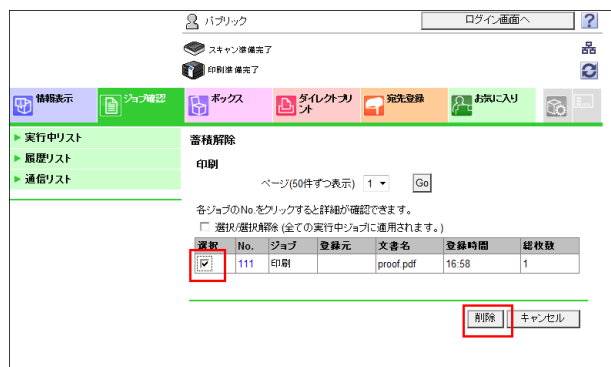 パブリック
ログイン画面へ
?
スキャン準備完了
印刷準備完了
情報表示
ジョブ確認
ボックス
ダイレクトプリント
宛先登録
お気に入り
実行中リスト
履歴リスト
通信リスト
蓄積解除
印刷
ページ(50件ずつ表示) 1 Go
各ジョブのNo.をクリックすると詳細が確認できます。
選択/選択解除 (全ての実行中ジョブに適用されます。)
選択 No. ジョブ 登録元 文書名 登録時間 総枚数
111 印刷 proof.pdf 16:58 1
削除 キャンセル